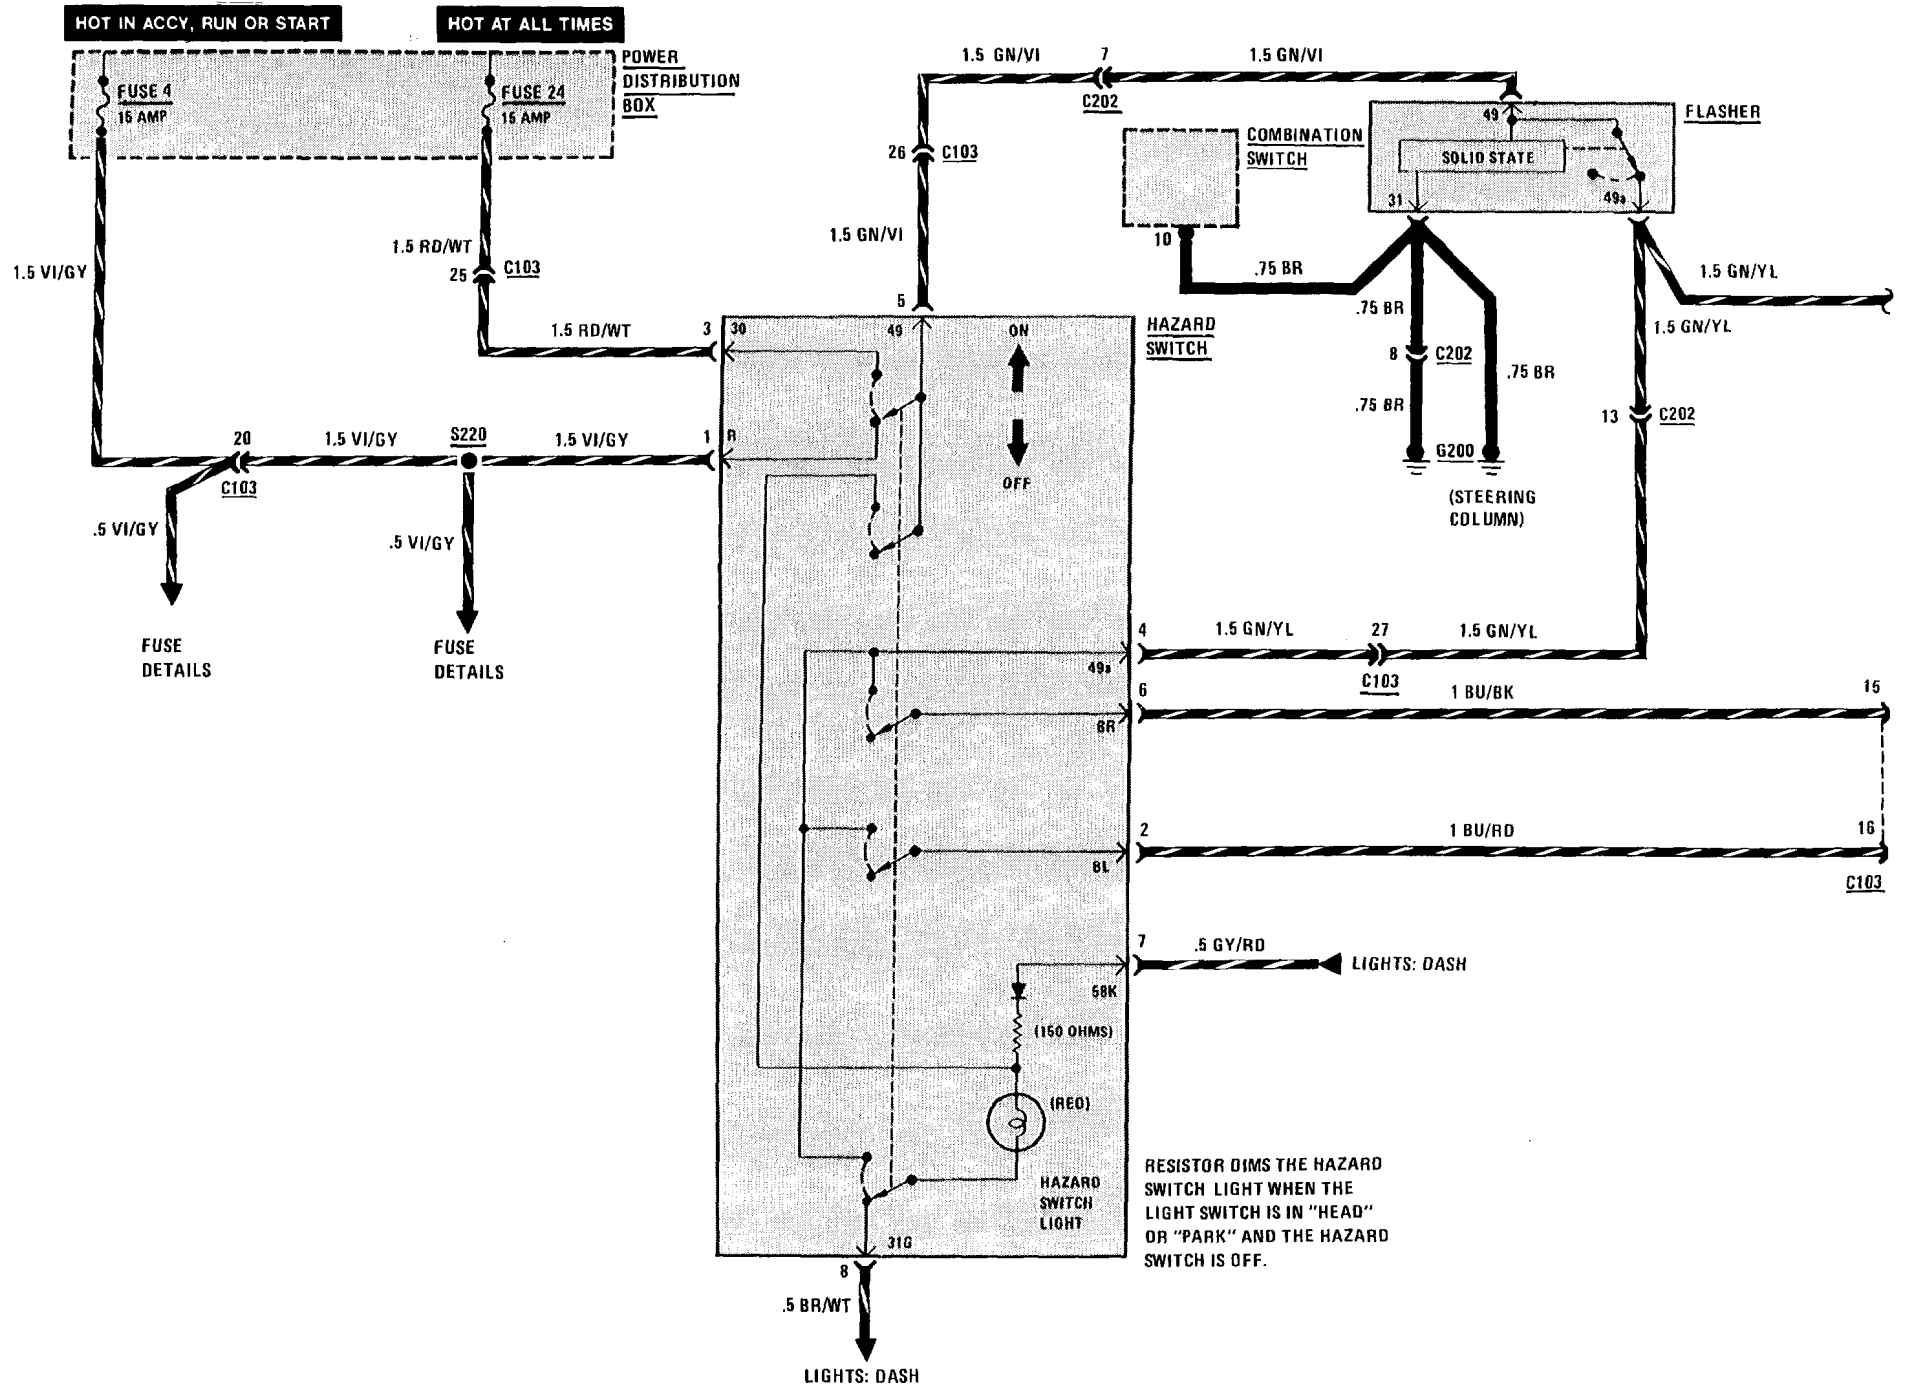 HOT IN ACCY, RUN OR START
HOT AT ALL TIMES
POWER
DISTRIBUTION
BOX
FUSE 4
15 AMP
FUSE 24
15 AMP
1.5 GN/VI
7
1.5 GN/VI
C202
FLASHER
49
SOLID STATE
31
49a
COMBINATION
SWITCH
10
26
C103
1.5 GN/VI
1.5 RD/WT
25
C103
1.5 VI/GY
.75 BR
1.5 GN/YL
.75 BR
1.5 GN/YL
5
3
30
49
ON
HAZARD
SWITCH
1.5 RD/WT
8
C202
.75 BR
.75 BR
13
C202
20
1.5 VI/GY
S220
1.5 VI/GY
1
R
C103
OFF
G200
(STEERING
COLUMN)
.5 VI/GY
.5 VI/GY
FUSE
DETAILS
FUSE
DETAILS
4
1.5 GN/YL
27
1.5 GN/YL
49a
C103
6
1 BU/BK
15
BR
2
1 BU/RD
16
BL
C103
7
.5 GY/RD
LIGHTS: DASH
58K
(150 OHMS)
(RED)
HAZARD
SWITCH
LIGHT
RESISTOR DIMS THE HAZARD
SWITCH LIGHT WHEN THE
LIGHT SWITCH IS IN "HEAD"
OR "PARK" AND THE HAZARD
SWITCH IS OFF.
31G
8
.5 BR/WT
LIGHTS: DASH